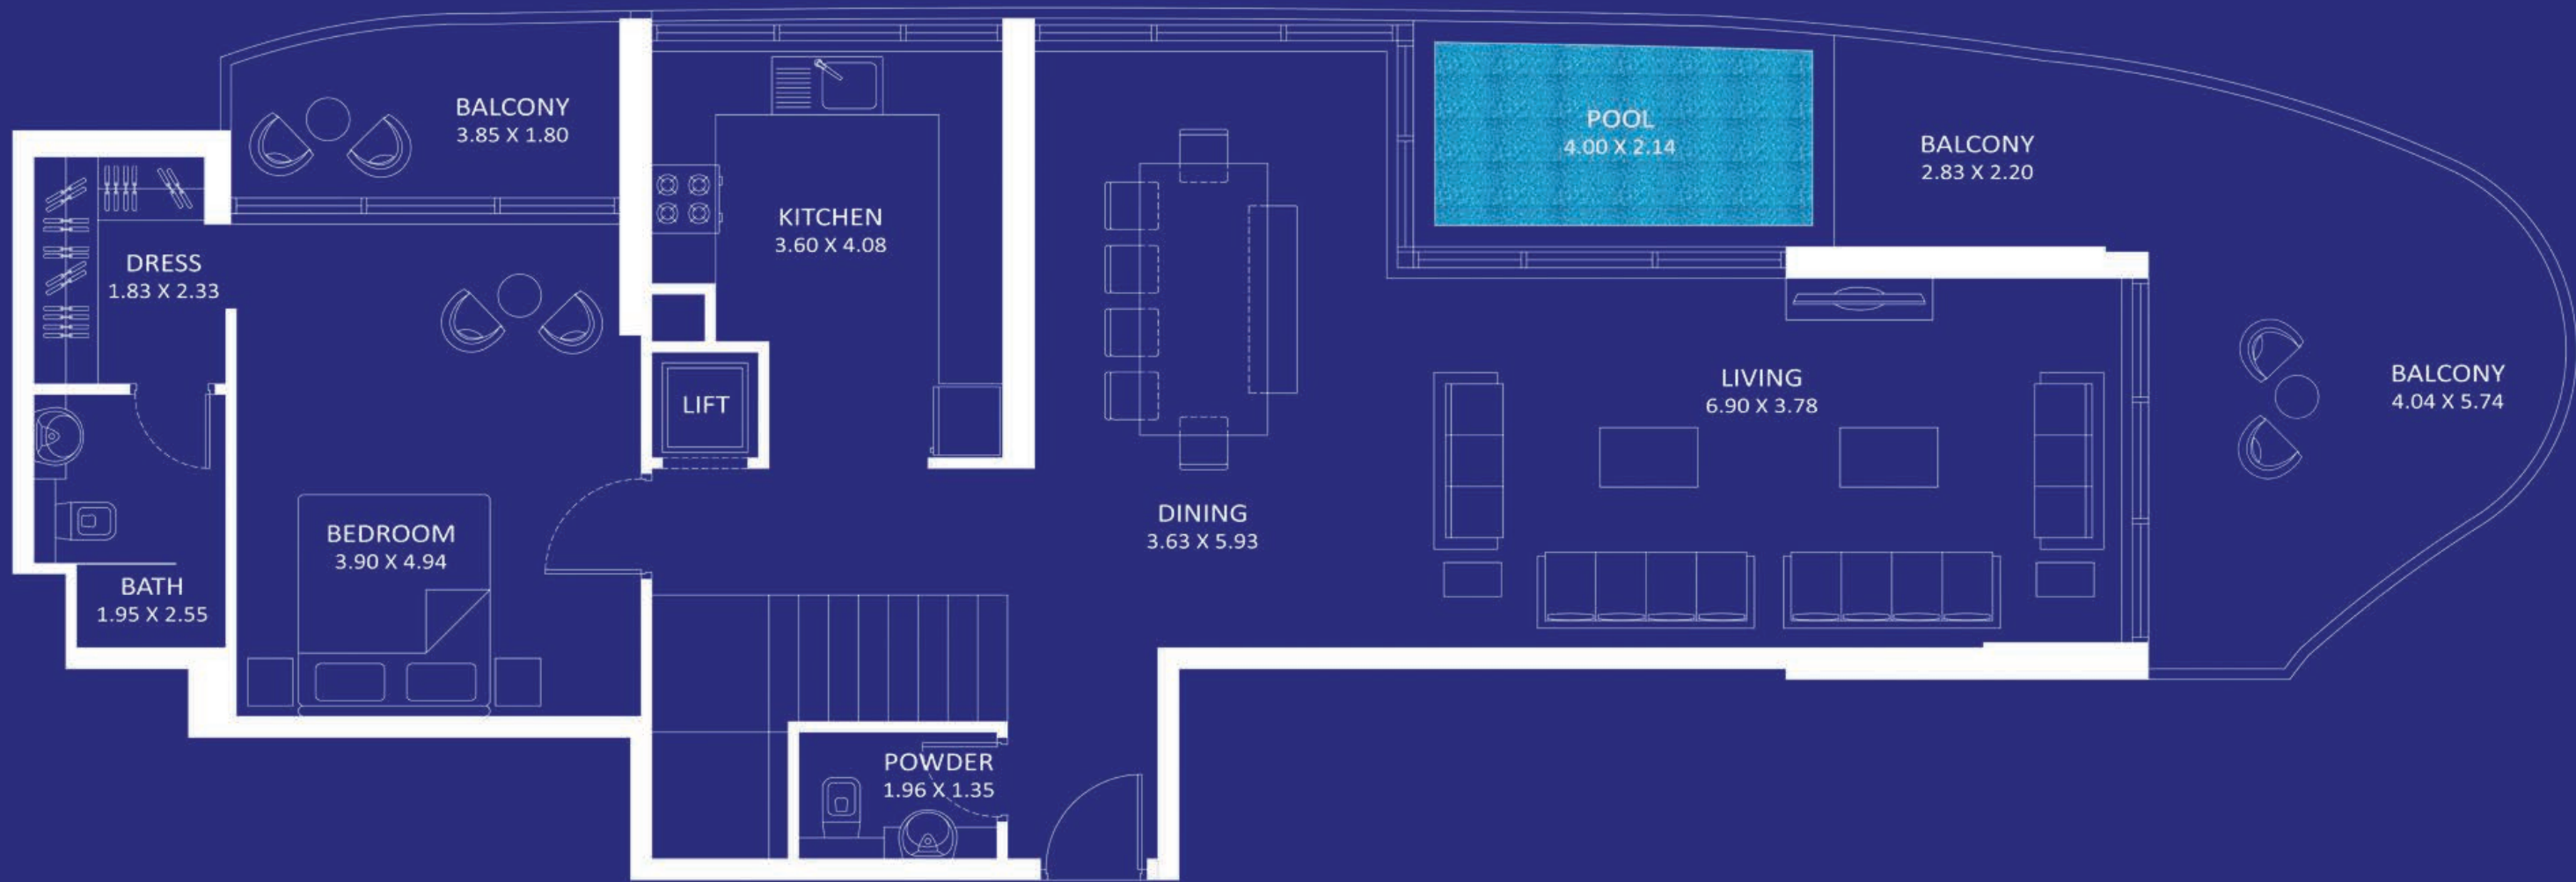 BALCONY
3.85 X 1.80
POOL
4.00 X 2.14
BALCONY
2.83 X 2.20
KITCHEN
3.60 X 4.08
DRESS
1.83 X 2.33
LIFT
LIVING
6.90 X 3.78
BALCONY
4.04 X 5.74
BEDROOM
3.90 X 4.94
DINING
3.63 X 5.93
BATH
1.95 X 2.55
POWDER
1.96 X 1.35